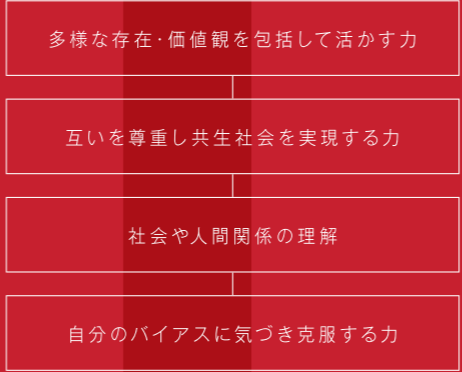 多様な存在・価値観を包括して活かす力
互いを尊重し共生社会を実現する力
社会や人間関係の理解
自分のバイアスに気づき克服する力